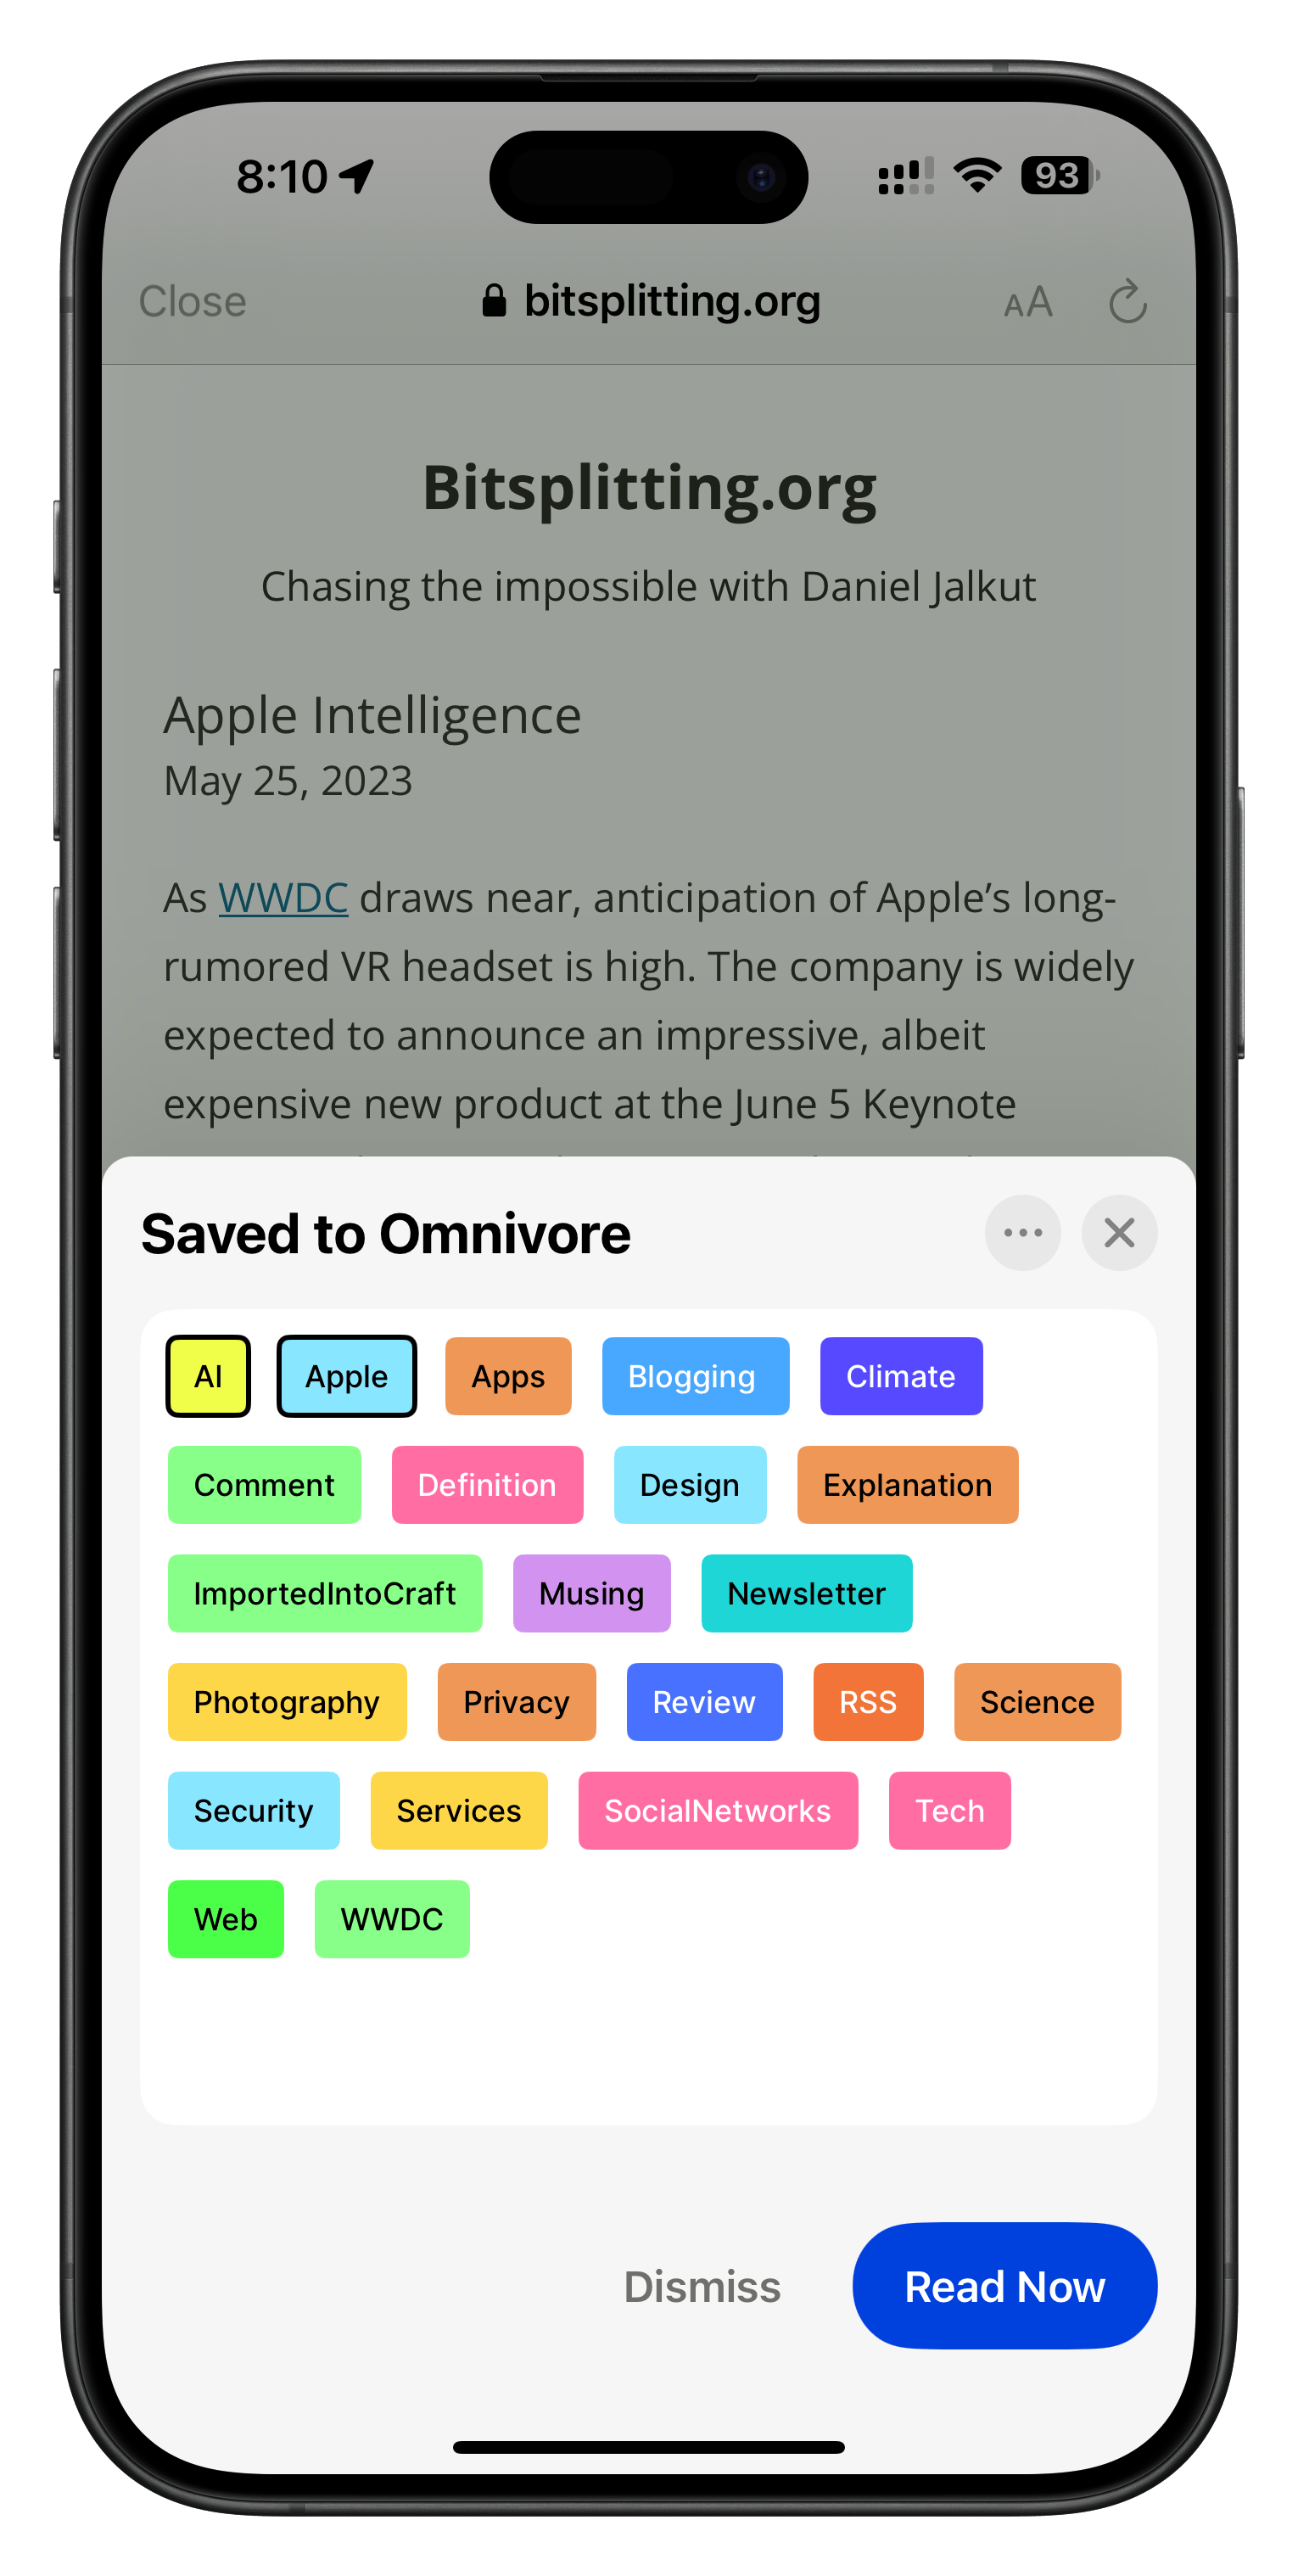 8:10 93
Close bitsplitting.org AA
Bitsplitting.org
Chasing the impossible with Daniel Jalkut
Apple Intelligence
May 25, 2023
As WWDC draws near, anticipation of Apple’s long-
rumored VR headset is high. The company is widely
expected to announce an impressive, albeit
expensive new product at the June 5 Keynote
Saved to Omnivore
AI Apple Apps Blogging Climate
Comment Definition Design Explanation
ImportedIntoCraft Musing Newsletter
Photography Privacy Review RSS Science
Security Services SocialNetworks Tech
Web WWDC
Dismiss Read Now